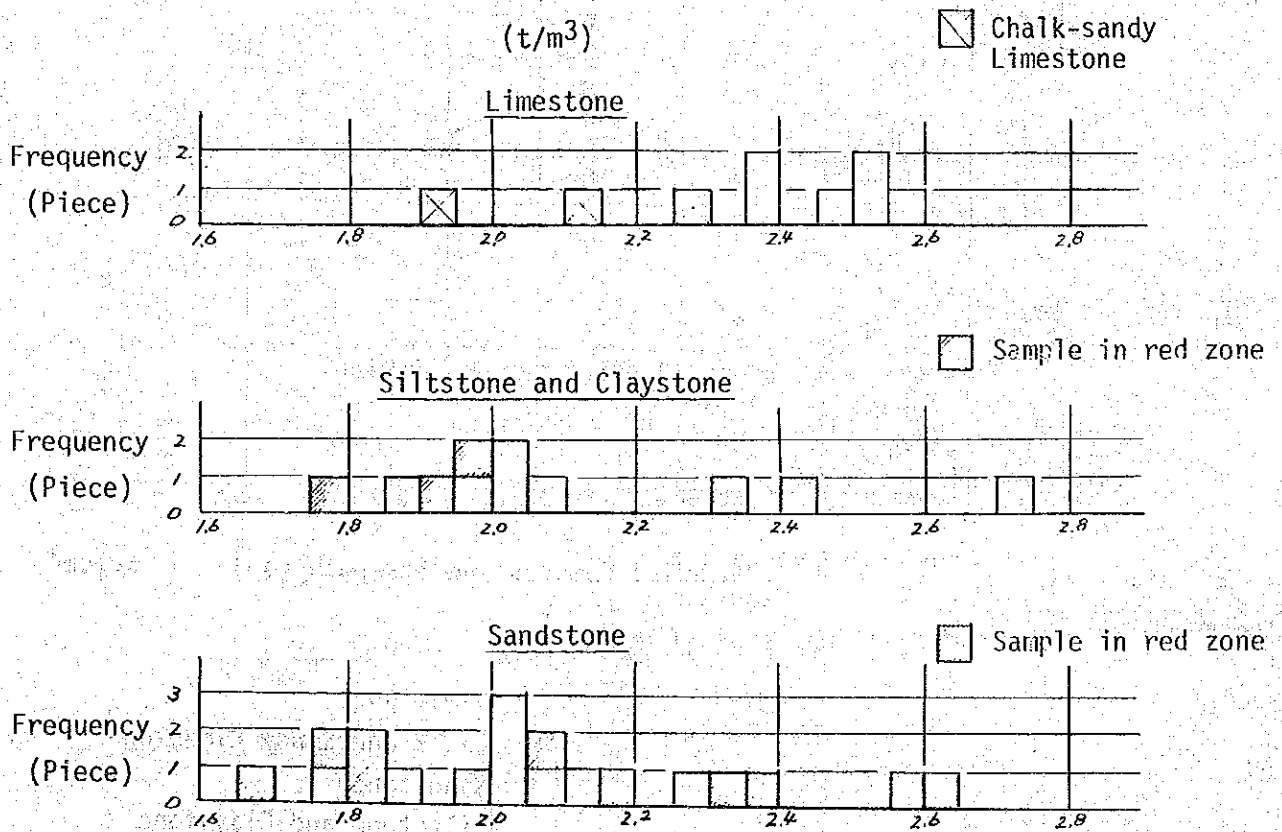 (t/m³)
Chalk-sandy
Limestone
Limestone
Frequency
(Piece)
2
1
0
1.6 1.8 2.0 2.2 2.4 2.6 2.8
Sample in red zone
Siltstone and Claystone
Frequency
(Piece)
2
1
0
1.6 1.8 2.0 2.2 2.4 2.6 2.8
Sandstone
Sample in red zone
Frequency
(Piece)
3
2
1
0
1.6 1.8 2.0 2.2 2.4 2.6 2.8